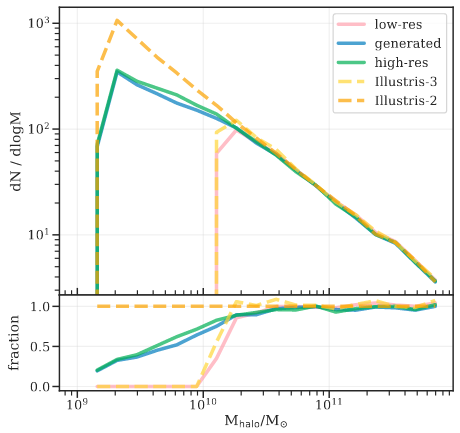 10³
10²
10¹
dN / dlogM
low-res
generated
high-res
Illustris-3
Illustris-2
1.0
0.5
0.0
fraction
10⁹
10¹⁰
10¹¹
M_halo/M_⊙